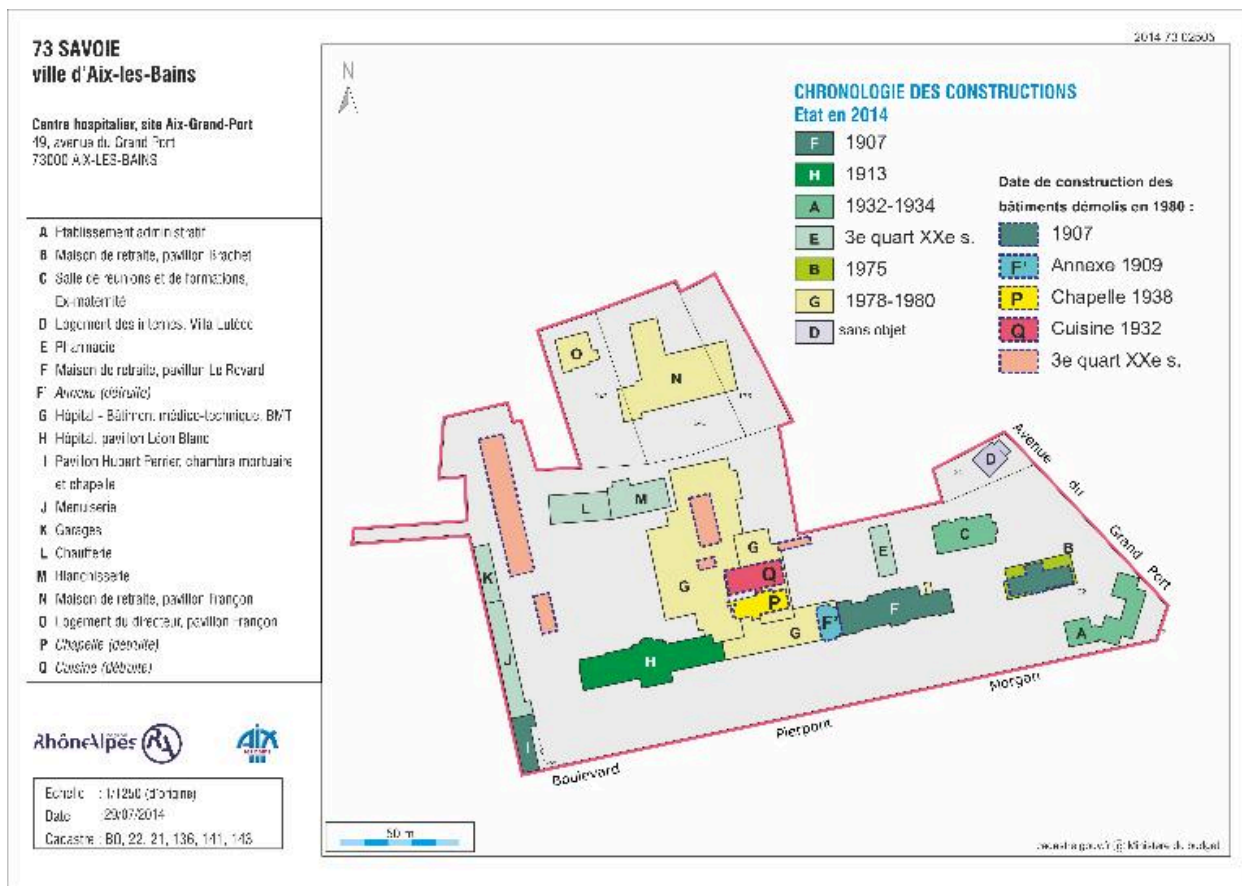 73 SAVOIE
ville d'Aix-les-Bains
Centre hospitalier, site Aix-Grand-Port
49, avenue du Grand Port
73000 AIX-LES-BAINS
A Etablissement administratif
B Maison de retraite, pavillon Brachet
C Salle de réunions et de formations,
Ex-maternité
D Logement des internes, Villa Lutèce
E Pharmacie
F Maison de retraite, pavillon Le Revard
F' Annexe (détruite)
G Hôpital - Bâtiment médico-technique, BMT
H Hôpital, pavillon Léon Blanc
I Pavillon Hubert Perrier, chambre mortuaire
et chapelle
J Menuiserie
K Garages
L Chaufferie
M Blanchisserie
N Maison de retraite, pavillon Françon
O Logement du directeur, pavillon Françon
P Chapelle (détruite)
Q Cuisine (détruite)
RhôneAlpes
AIX
Echelle : 1/1250 (d'origine)
Date : 29/07/2014
Cadastre : BO, 22, 21, 136, 141, 143
2014 73 02605
N
CHRONOLOGIE DES CONSTRUCTIONS
Etat en 2014
F 1907
H 1913
A 1932-1934
E 3e quart XXe s.
B 1975
G 1978-1980
D sans objet
Date de construction des
bâtiments démolis en 1980 :
1907
F' Annexe 1909
P Chapelle 1938
Q Cuisine 1932
3e quart XXe s.
O
N
D
Avenue du Grand Port
L
M
C
E
B
G
K
Q
G
P
F
F'
G
A
H
J
I
Boulevard Pierpont Morgan
50 m
cadastre.gouv.fr © Ministère du budget